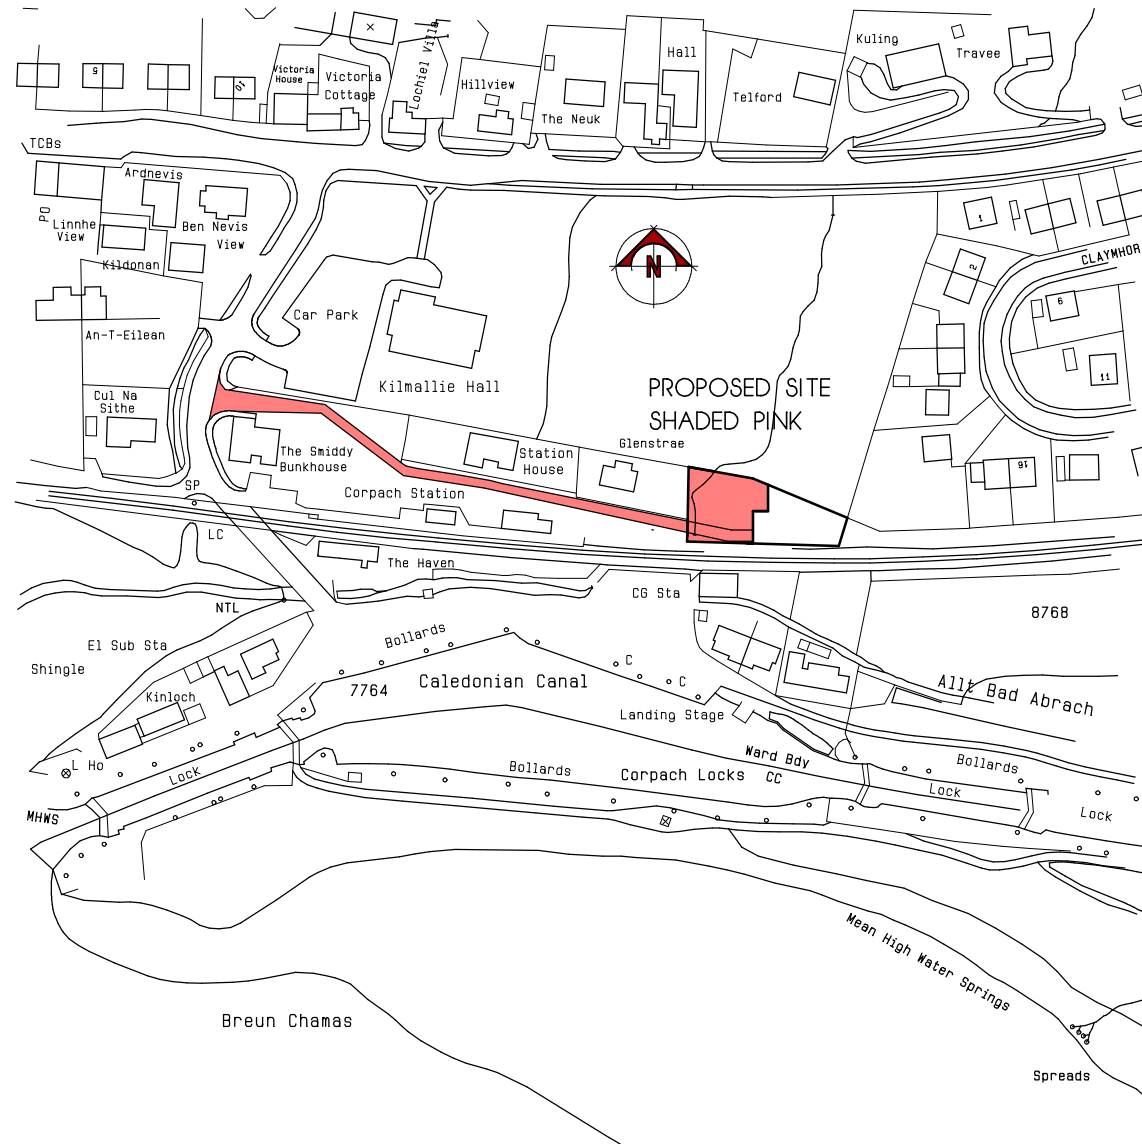 Kuling
Travee
Hall
Lochiel Villa
Victoria
House
Victoria
Cottage
Hillview
The Neuk
Telford
5
10
TCBs
Ardnevis
PO
Linnhe
View
Ben Nevis
View
Kildonan
1
2
CLAYMHOR
N
An-T-Eilean
Car Park
9
11
Kilmallie Hall
PROPOSED SITE
SHADED PINK
Cul Na
Sithe
Glenstrae
The Smiddy
Bunkhouse
Station
House
16
SP
Corpach Station
LC
The Haven
NTL
CG Sta
8768
El Sub Sta
Shingle
Bollards
C
C
Kinloch
7764
Caledonian Canal
Allt Bad Abrach
Landing Stage
L Ho
Lock
Bollards
Ward Bdy
Corpach Locks
CC
Bollards
Lock
Lock
MHWS
Mean High Water Springs
Breun Chamas
Spreads